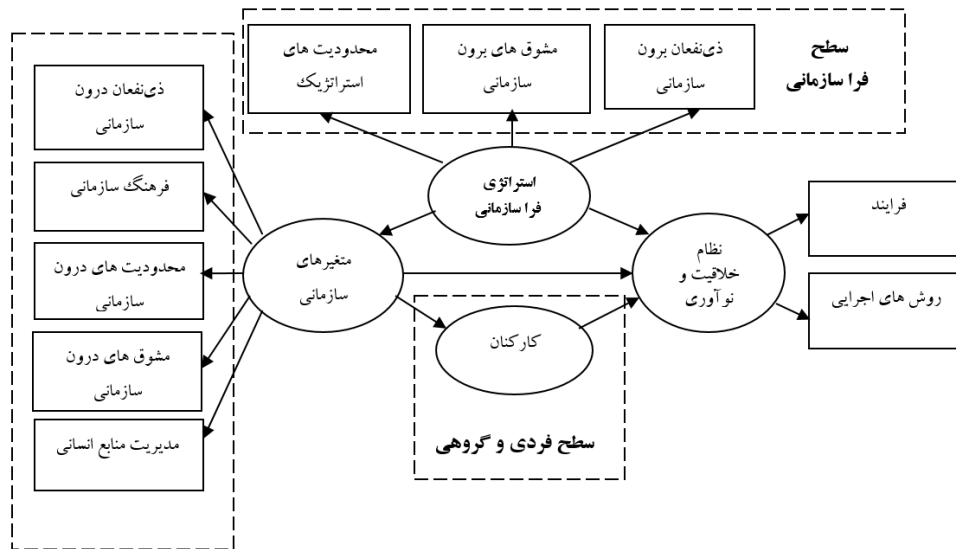 سطح
فرا سازمانی
ذی‌نفعان برون
سازمانی
مشوق های برون
سازمانی
محدودیت های
استراتژیک
استراتژی
فرا سازمانی
ذی‌نفعان درون
سازمانی
فرهنگ سازمانی
محدودیت های درون
سازمانی
مشوق های درون
سازمانی
مدیریت منابع انسانی
متغیرهای
سازمانی
کارکنان
سطح فردی و گروهی
نظام
خلاقیت و
نوآوری
فرایند
روش های اجرایی